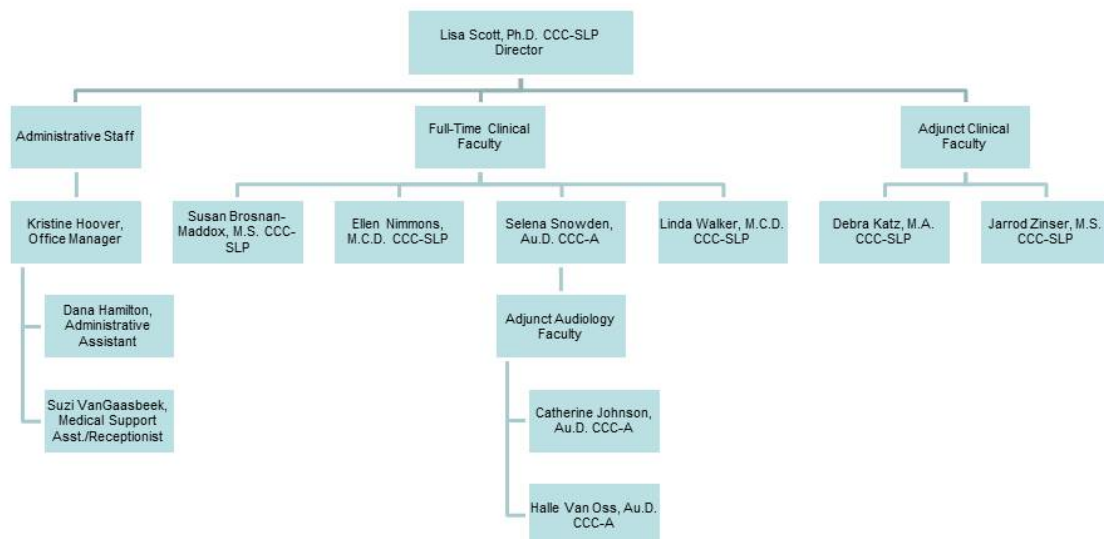 Lisa Scott, Ph.D. CCC-SLP
Director
Administrative Staff
Full-Time Clinical
Faculty
Adjunct Clinical
Faculty
Kristine Hoover,
Office Manager
Susan Brosnan-
Maddox, M.S. CCC-
SLP
Ellen Nimmons,
M.C.D. CCC-SLP
Selena Snowden,
Au.D. CCC-A
Linda Walker, M.C.D.
CCC-SLP
Debra Katz, M.A.
CCC-SLP
Jarrod Zinser, M.S.
CCC-SLP
Dana Hamilton,
Administrative
Assistant
Adjunct Audiology
Faculty
Suzi VanGaasbeek,
Medical Support
Asst./Receptionist
Catherine Johnson,
Au.D. CCC-A
Halle Van Oss, Au.D.
CCC-A